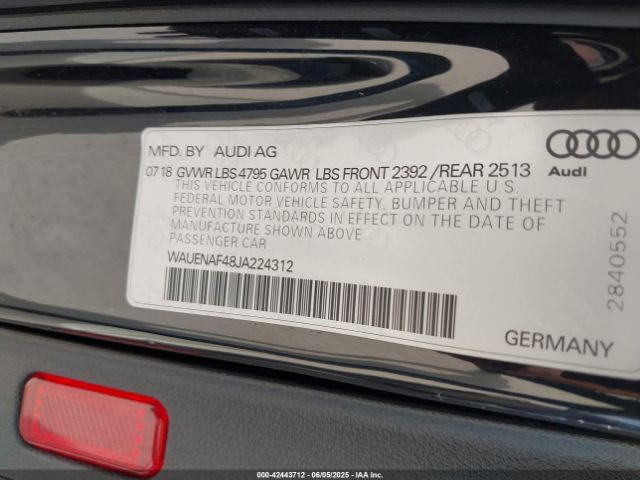 MFD. BY AUDI AG
07 18 GVWR LBS 4795 GAWR LBS FRONT 2392 /REAR 2513
THIS VEHICLE CONFORMS TO ALL APPLICABLE U.S.
FEDERAL MOTOR VEHICLE SAFETY, BUMPER AND THEFT
PREVENTION STANDARDS IN EFFECT ON THE DATE OF
MANUFACTURE SHOWN ABOVE
PASSENGER CAR
WAUENAF48JA224312
Audi
2840552
GERMANY
000-42443712 - 06/05/2025 - IAAI.CA